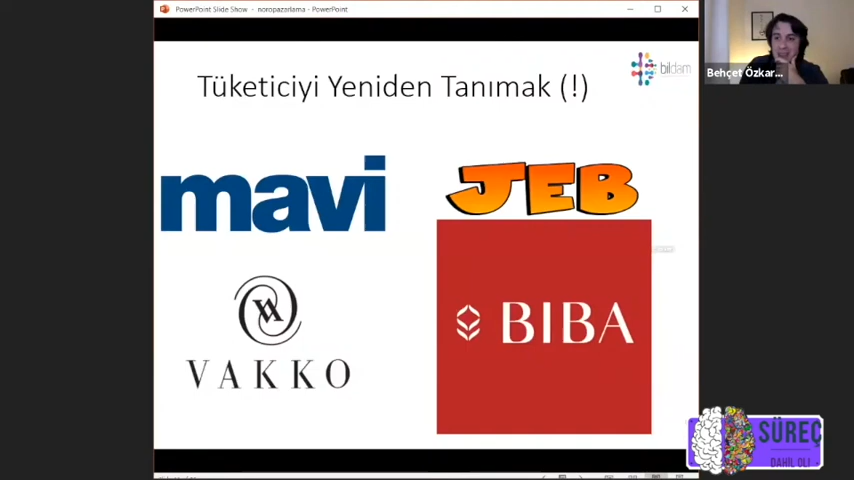 PowerPoint Slide Show - noropazarlama - PowerPoint
Behçet Özkar...
bildam
Tüketiciyi Yeniden Tanımak (!)
mavi
JEB
VAKKO
BIBA
SÜREÇ
DAHİL OL!